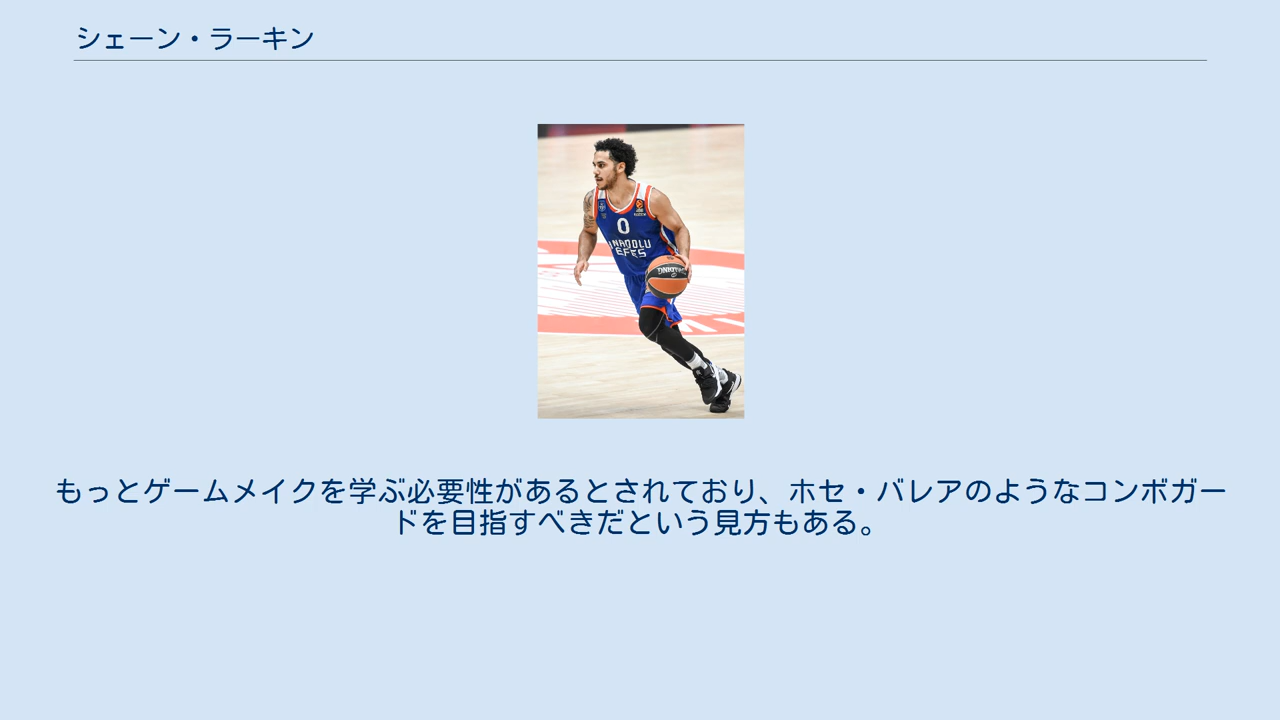 シェーン・ラーキン
0
ANADOLU
EFES
もっとゲームメイクを学ぶ必要性があるとされており、ホセ・バレアのようなコンボガー
ドを目指すべきだという見方もある。